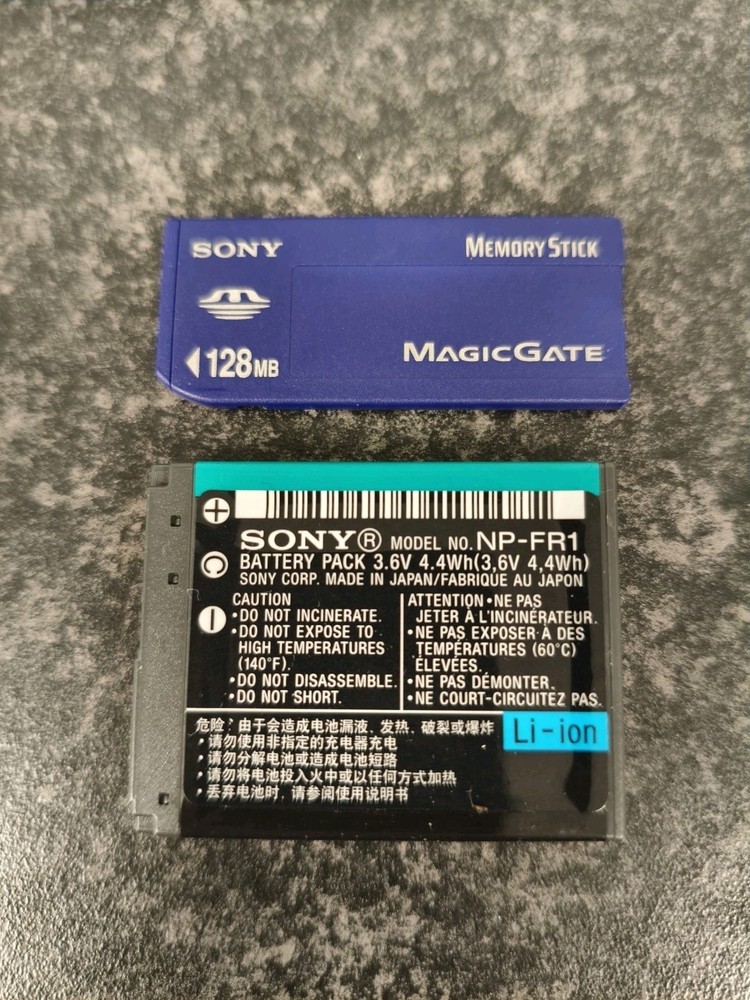 SONY
MEMORY STICK
128MB
MAGICGATE
SONY® MODEL NO. NP-FR1
BATTERY PACK 3.6V 4.4Wh(3,6V 4,4Wh)
SONY CORP. MADE IN JAPAN/FABRIQUÉ AU JAPON
CAUTION
•DO NOT INCINERATE.
•DO NOT EXPOSE TO
HIGH TEMPERATURES
(140°F).
•DO NOT DISASSEMBLE.
•DO NOT SHORT.
ATTENTION •NE PAS
JETER À L'INCINÉRATEUR.
•NE PAS EXPOSER À DES
TEMPÉRATURES (60°C)
ÉLEVÉES.
•NE PAS DÉMONTER.
•NE COURT-CIRCUITEZ PAS.
危险：由于会造成电池漏液、发热、破裂或爆炸
・请勿使用非指定的充电器充电
・请勿分解电池或造成电池短路
・请勿将电池投入火中或以任何方式加热
・丢弃电池时，请参阅使用说明书
Li-ion